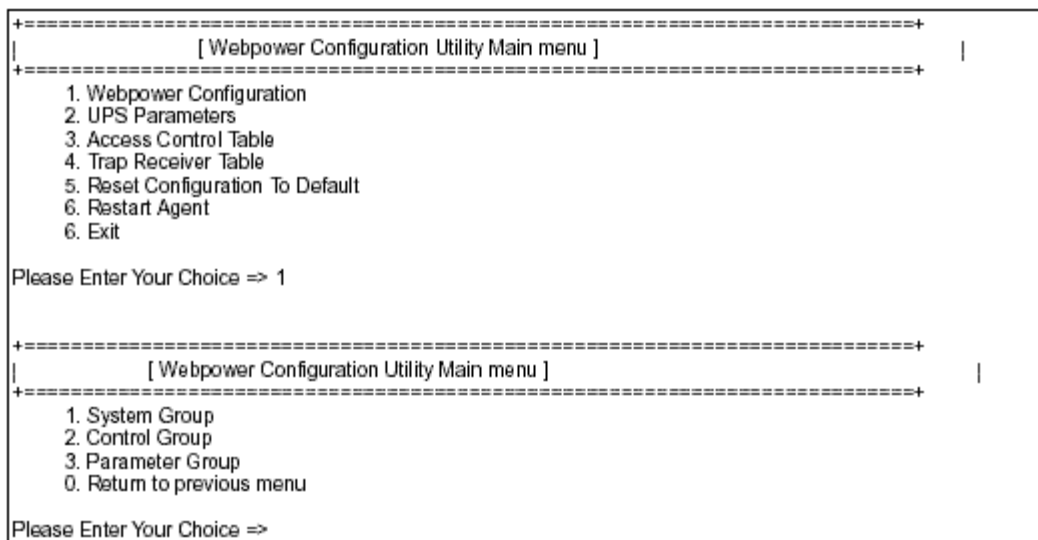 +==========================================================================+
| [ Webpower Configuration Utility Main menu ] |
+==========================================================================+
1. Webpower Configuration
2. UPS Parameters
3. Access Control Table
4. Trap Receiver Table
5. Reset Configuration To Default
6. Restart Agent
6. Exit
Please Enter Your Choice => 1
+==========================================================================+
| [ Webpower Configuration Utility Main menu ] |
+==========================================================================+
1. System Group
2. Control Group
3. Parameter Group
0. Return to previous menu
Please Enter Your Choice =>